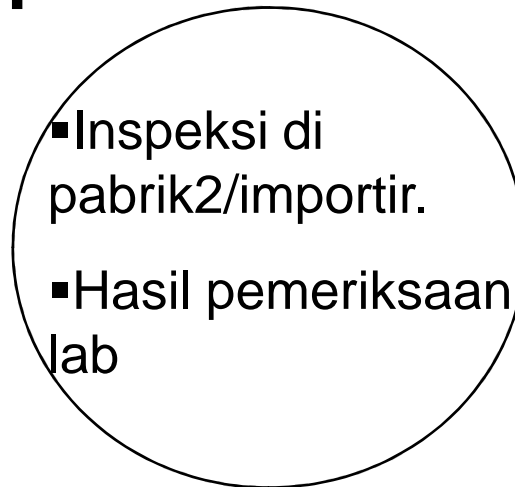 ▪Inspeksi di
pabrik2/importir.
▪Hasil pemeriksaan
lab